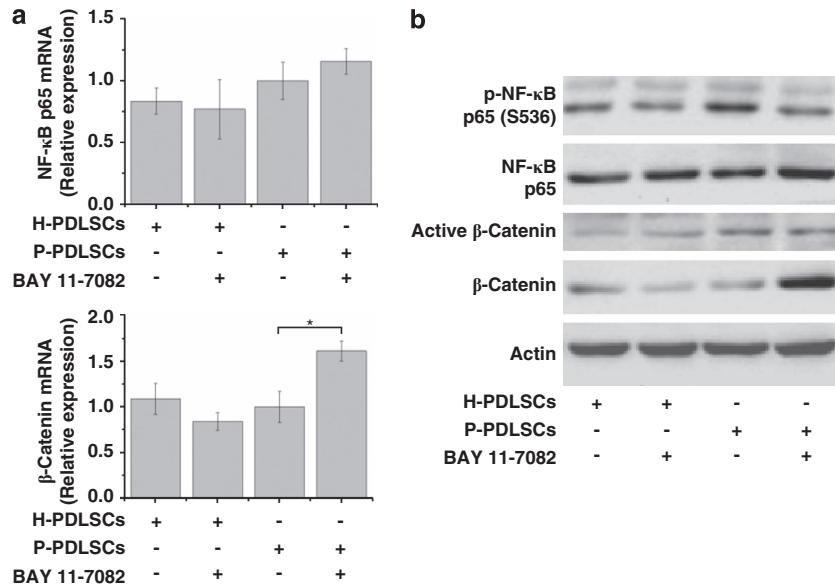 a
NF-κB p65 mRNA
(Relative expression)
1.5
1.0
0.5
0.0
H-PDLSCs + + - -
P-PDLSCs - - + +
BAY 11-7082 - + - +
β-Catenin mRNA
(Relative expression)
2.0
1.5
1.0
0.5
0.0
*
H-PDLSCs + + - -
P-PDLSCs - - + +
BAY 11-7082 - + - +
b
p-NF-κB
p65 (S536)
NF-κB
p65
Active β-Catenin
β-Catenin
Actin
H-PDLSCs + + - -
P-PDLSCs - - + +
BAY 11-7082 - + - +